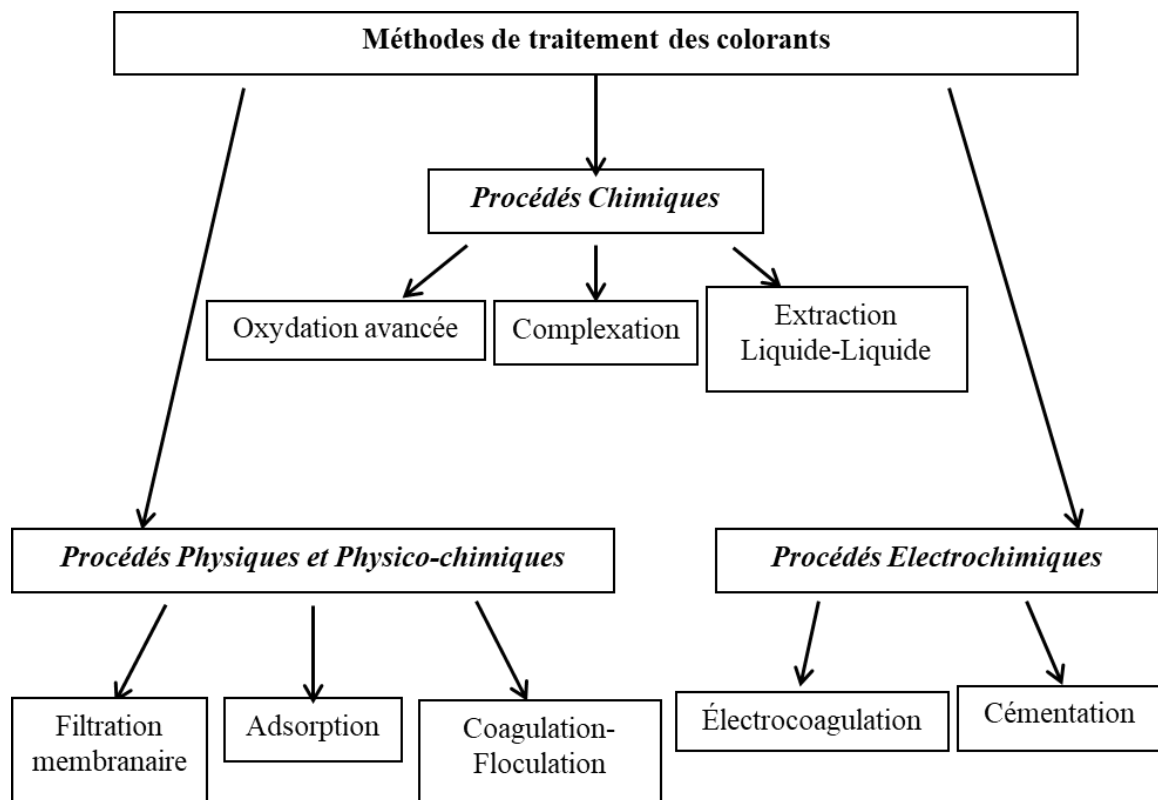 Méthodes de traitement des colorants
Procédés Chimiques
Oxydation avancée
Complexation
Extraction
Liquide-Liquide
Procédés Physiques et Physico-chimiques
Procédés Electrochimiques
Filtration
membranaire
Adsorption
Coagulation-
Floculation
Électrocoagulation
Cémentation